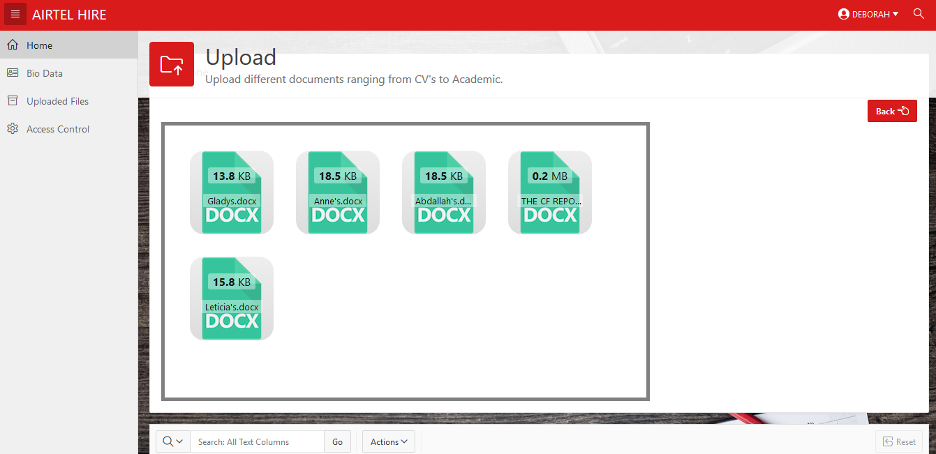 AIRTEL HIRE
DEBORAH
Home
Bio Data
Uploaded Files
Access Control
Upload
Upload different documents ranging from CV's to Academic.
Back
13.8 KB
Gladys.docx
DOCX
18.5 KB
Anne's.docx
DOCX
18.5 KB
Abdallah's.d...
DOCX
0.2 MB
THE CF REPO...
DOCX
15.8 KB
Leticia's.docx
DOCX
Search: All Text Columns
Go
Actions
Reset